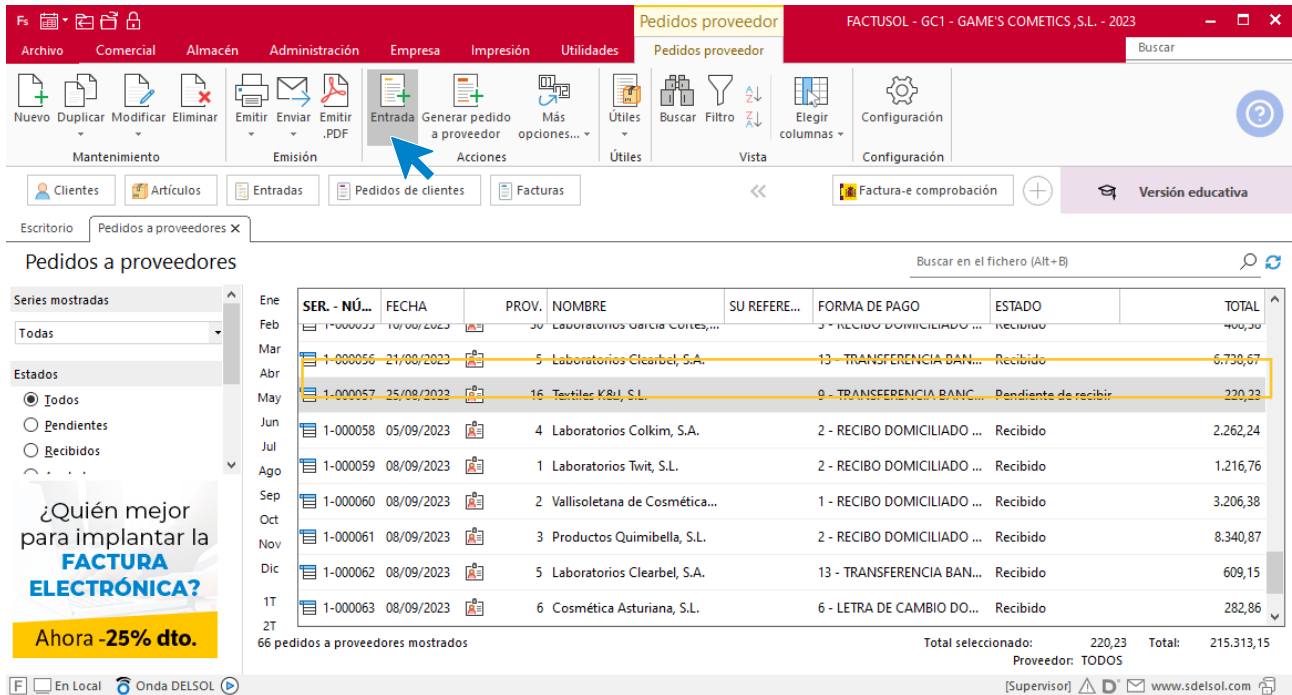 Fs
Pedidos proveedor
FACTUSOL - GC1 - GAME'S COMETICS ,S.L. - 2023
Archivo Comercial Almacén Administración Empresa Impresión Utilidades Pedidos proveedor Buscar
Nuevo Duplicar Modificar Eliminar Emitir Enviar Emitir .PDF Entrada Generar pedido a proveedor Más opciones... Útiles Buscar Filtro Elegir columnas Configuración
Mantenimiento Emisión Acciones Útiles Vista Configuración
Clientes Artículos Entradas Pedidos de clientes Facturas Factura-e comprobación Versión educativa
Escritorio Pedidos a proveedores
Pedidos a proveedores Buscar en el fichero (Alt+B)
Series mostradas
Todas
Estados
Todos
Pendientes
Recibidos
¿Quién mejor
para implantar la
FACTURA
ELECTRÓNICA?
Ahora -25% dto.
Ene
Feb
Mar
Abr
May
Jun
Jul
Ago
Sep
Oct
Nov
Dic
1T
2T
SER. - NÚ... FECHA PROV. NOMBRE SU REFERE... FORMA DE PAGO ESTADO TOTAL
1-000056 21/08/2023 5 Laboratorios Clearbel, S.A. 13 - TRANSFERENCIA BAN... Recibido 6.738,67
1-000057 25/08/2023 16 Textiles K&J, S.L. 9 - TRANSFERENCIA BANC... Pendiente de recibir 220,23
1-000058 05/09/2023 4 Laboratorios Colkim, S.A. 2 - RECIBO DOMICILIADO ... Recibido 2.262,24
1-000059 08/09/2023 1 Laboratorios Twit, S.L. 2 - RECIBO DOMICILIADO ... Recibido 1.216,76
1-000060 08/09/2023 2 Vallisoletana de Cosmética... 1 - RECIBO DOMICILIADO ... Recibido 3.206,38
1-000061 08/09/2023 3 Productos Quimibella, S.L. 2 - RECIBO DOMICILIADO ... Recibido 8.340,87
1-000062 08/09/2023 5 Laboratorios Clearbel, S.A. 13 - TRANSFERENCIA BAN... Recibido 609,15
1-000063 08/09/2023 6 Cosmética Asturiana, S.L. 6 - LETRA DE CAMBIO DO... Recibido 282,86
66 pedidos a proveedores mostrados Total seleccionado: 220,23 Total: 215.313,15
Proveedor: TODOS
F En Local Onda DELSOL [Supervisor] D www.sdelsol.com